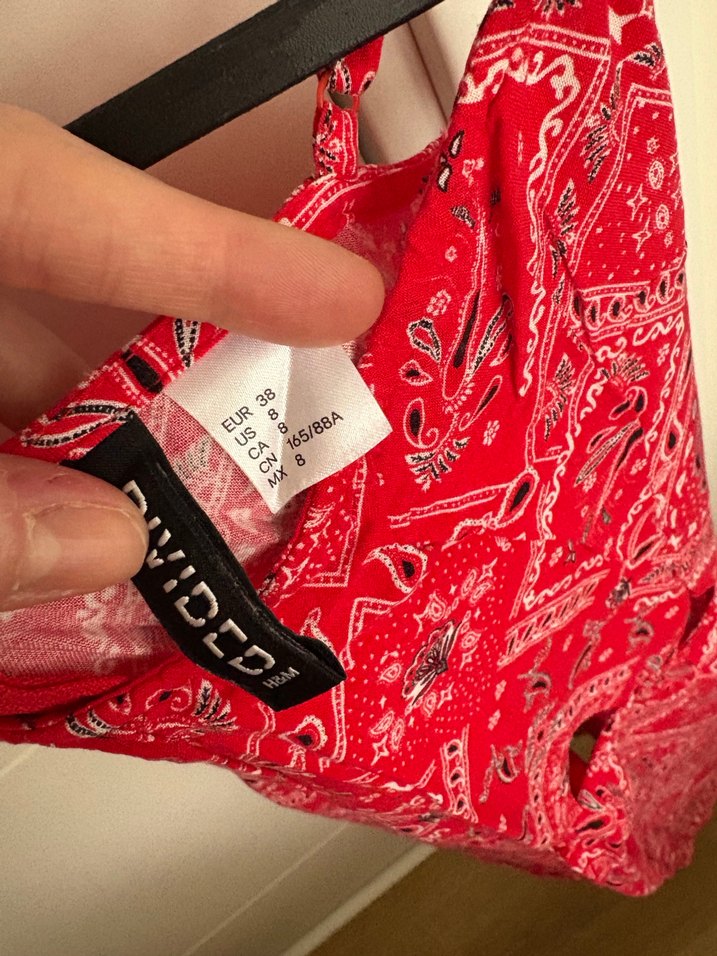 EUR 38
US 8
CA 8
CN 165/88A
MX 8
DIVIDED
H&M